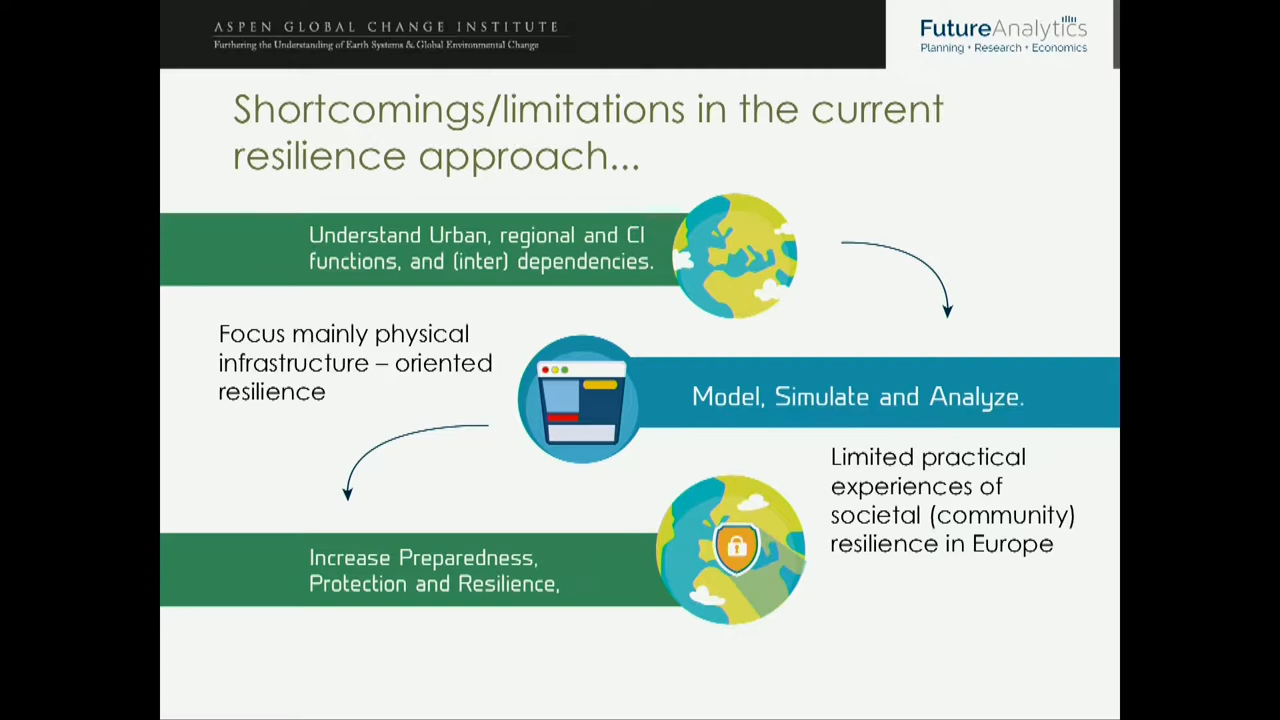 ASPEN GLOBAL CHANGE INSTITUTE
Furthering the Understanding of Earth Systems & Global Environmental Change
FutureAnalytics
Planning • Research • Economics
Shortcomings/limitations in the current
resilience approach...
Understand Urban, regional and CI
functions, and (inter) dependencies.
Focus mainly physical
infrastructure – oriented
resilience
Model, Simulate and Analyze.
Limited practical
experiences of
societal (community)
resilience in Europe
Increase Preparedness,
Protection and Resilience,